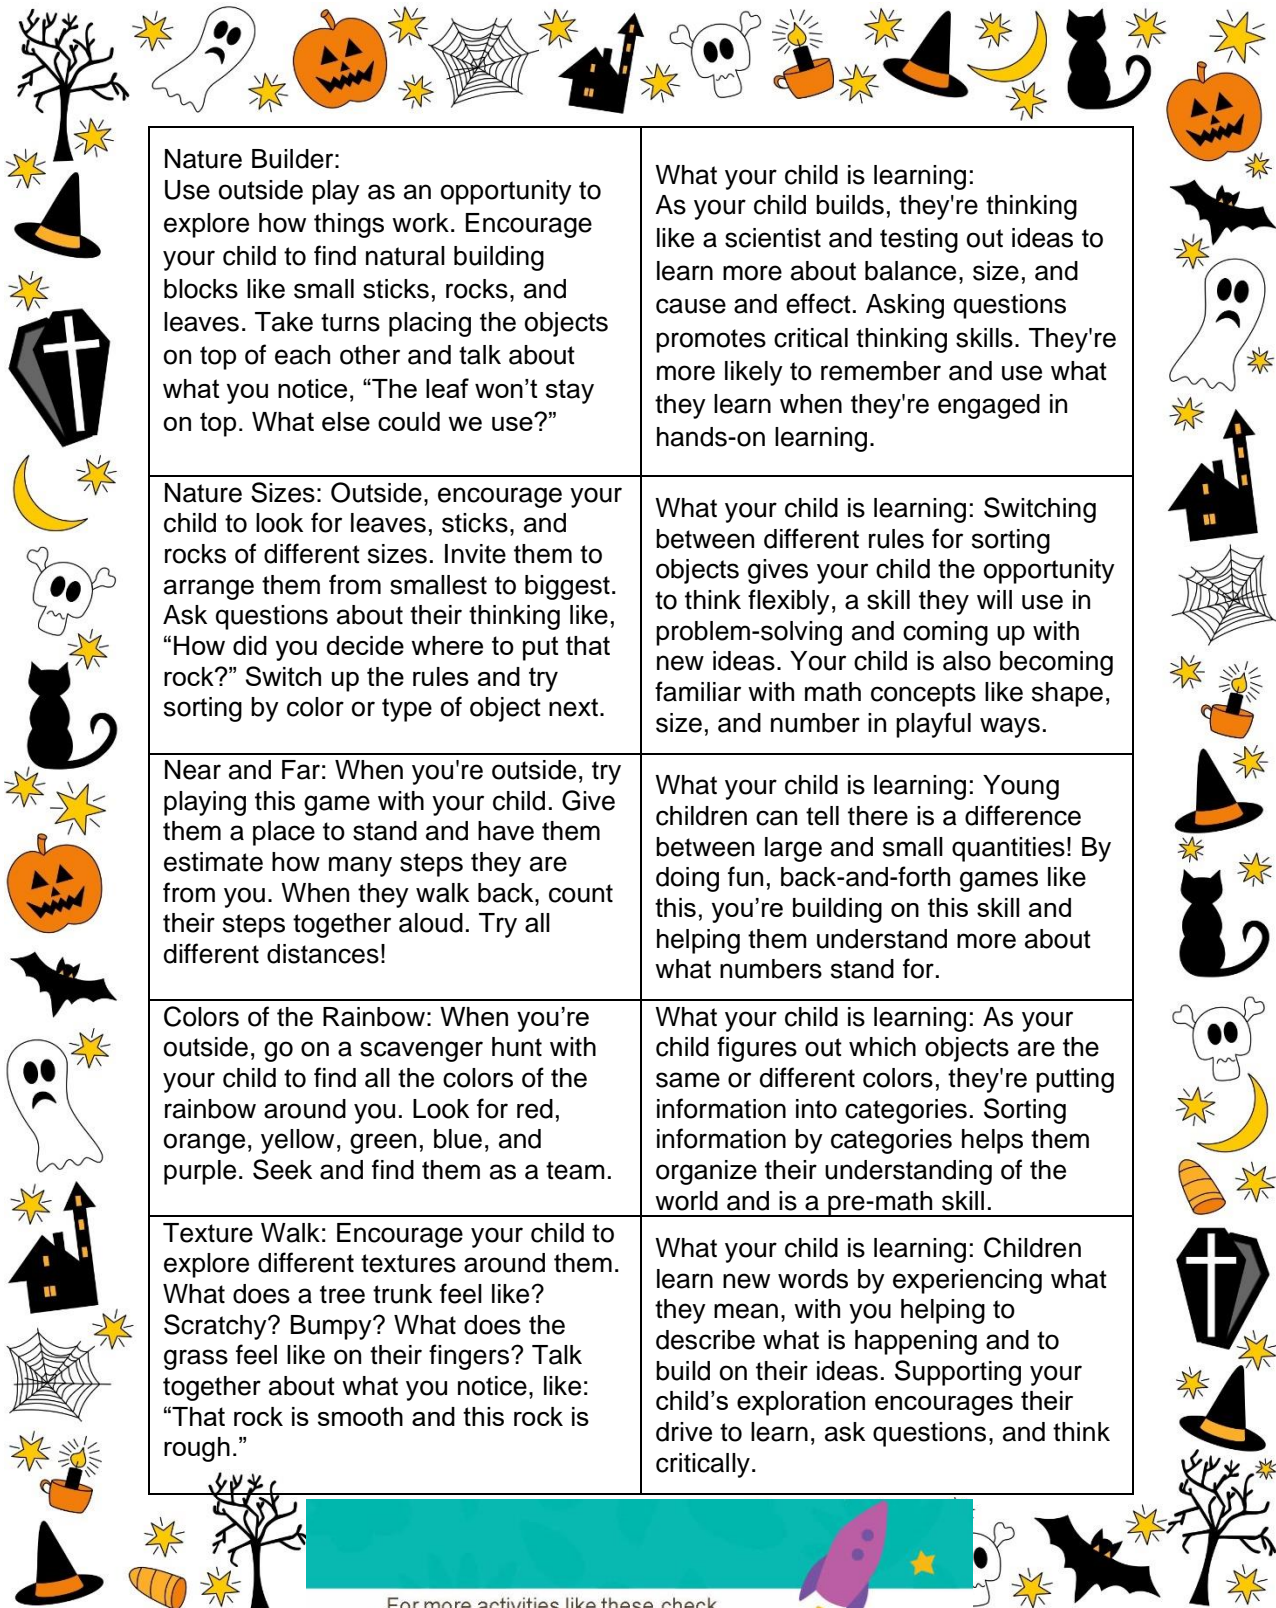 Nature Builder:
Use outside play as an opportunity to
explore how things work. Encourage
your child to find natural building
blocks like small sticks, rocks, and
leaves. Take turns placing the objects
on top of each other and talk about
what you notice, “The leaf won’t stay
on top. What else could we use?”
What your child is learning:
As your child builds, they're thinking
like a scientist and testing out ideas to
learn more about balance, size, and
cause and effect. Asking questions
promotes critical thinking skills. They're
more likely to remember and use what
they learn when they're engaged in
hands-on learning.
Nature Sizes: Outside, encourage your
child to look for leaves, sticks, and
rocks of different sizes. Invite them to
arrange them from smallest to biggest.
Ask questions about their thinking like,
“How did you decide where to put that
rock?” Switch up the rules and try
sorting by color or type of object next.
What your child is learning: Switching
between different rules for sorting
objects gives your child the opportunity
to think flexibly, a skill they will use in
problem-solving and coming up with
new ideas. Your child is also becoming
familiar with math concepts like shape,
size, and number in playful ways.
Near and Far: When you're outside, try
playing this game with your child. Give
them a place to stand and have them
estimate how many steps they are
from you. When they walk back, count
their steps together aloud. Try all
different distances!
What your child is learning: Young
children can tell there is a difference
between large and small quantities! By
doing fun, back-and-forth games like
this, you’re building on this skill and
helping them understand more about
what numbers stand for.
Colors of the Rainbow: When you’re
outside, go on a scavenger hunt with
your child to find all the colors of the
rainbow around you. Look for red,
orange, yellow, green, blue, and
purple. Seek and find them as a team.
What your child is learning: As your
child figures out which objects are the
same or different colors, they're putting
information into categories. Sorting
information by categories helps them
organize their understanding of the
world and is a pre-math skill.
Texture Walk: Encourage your child to
explore different textures around them.
What does a tree trunk feel like?
Scratchy? Bumpy? What does the
grass feel like on their fingers? Talk
together about what you notice, like:
“That rock is smooth and this rock is
rough.”
What your child is learning: Children
learn new words by experiencing what
they mean, with you helping to
describe what is happening and to
build on their ideas. Supporting your
child’s exploration encourages their
drive to learn, ask questions, and think
critically.
For more activities like these, check